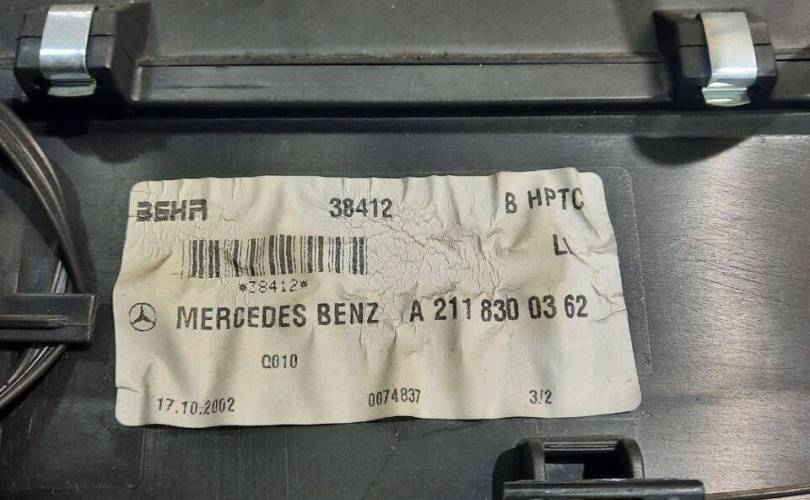 BEHR 38412 B HPTC
L
*38412*
MERCEDES BENZ A 211 830 03 62
Q010
17.10.2002 0074837 3/2